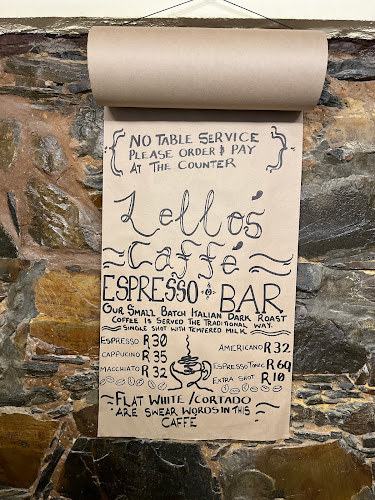 NO TABLE SERVICE
PLEASE ORDER & PAY
AT THE COUNTER
Lello's
Caffé
ESPRESSO & BAR
OUR SMALL BATCH ITALIAN DARK ROAST
COFFEE IS SERVED THE TRADITIONAL WAY.
SINGLE SHOT WITH TEMPERED MILK
ESPRESSO R30
CAPPUCINO R35
MACCHIATO R32
AMERICANO R32
ESPRESSO TONIC R60
EXTRA SHOT R10
FLAT WHITE /CORTADO
ARE SWEAR WORDS IN THIS
CAFFE